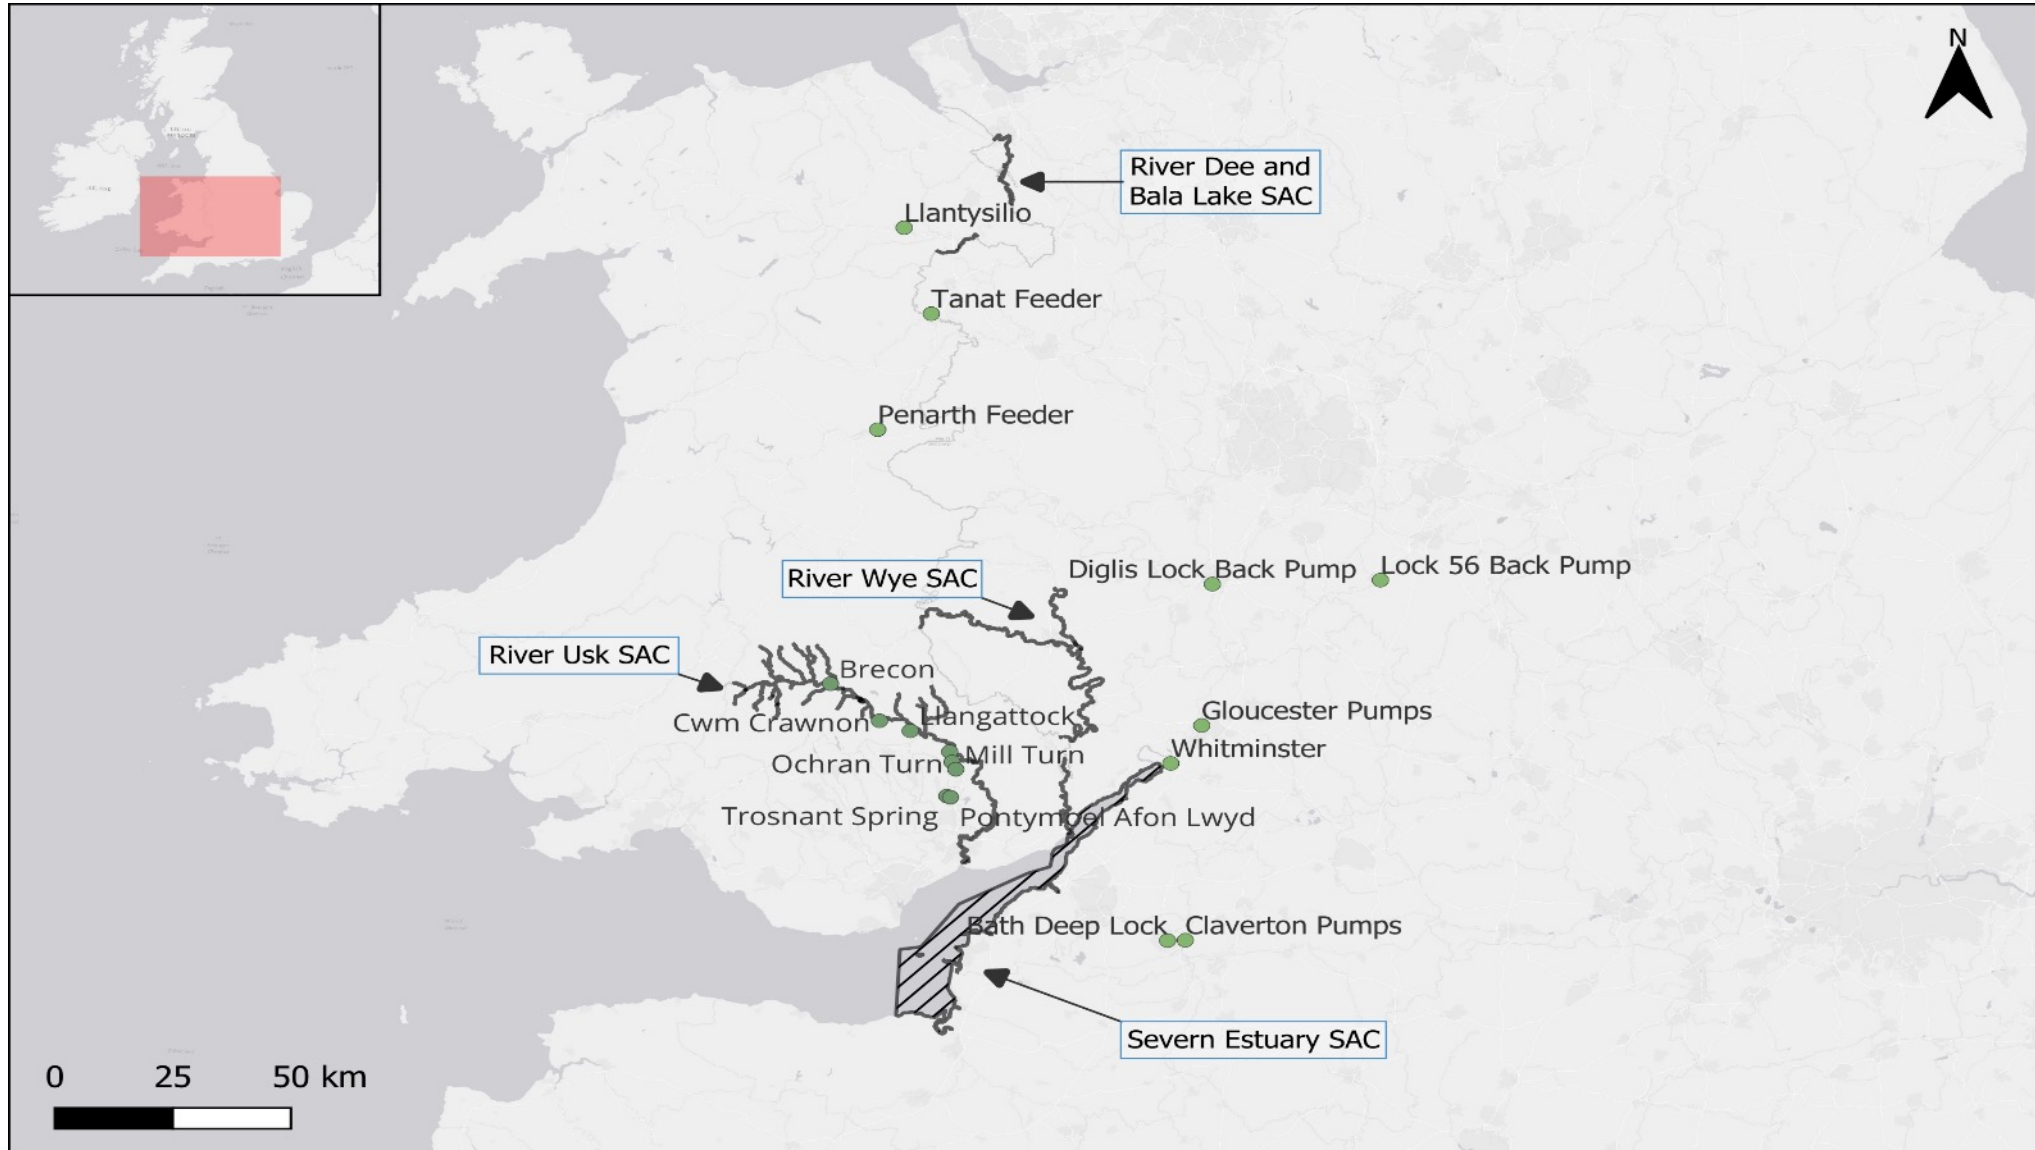 N
River Dee and
Bala Lake SAC
Llantysilio
Tanat Feeder
Penarth Feeder
River Wye SAC
Diglis Lock Back Pump
Lock 56 Back Pump
River Usk SAC
Brecon
Cwm Crawnon
Llangattock
Gloucester Pumps
Mill Turn
Whitminster
Ochran Turn
Trosnant Spring
Pontymoel Afon Lwyd
Bath Deep Lock
Claverton Pumps
Severn Estuary SAC
0 25 50 km